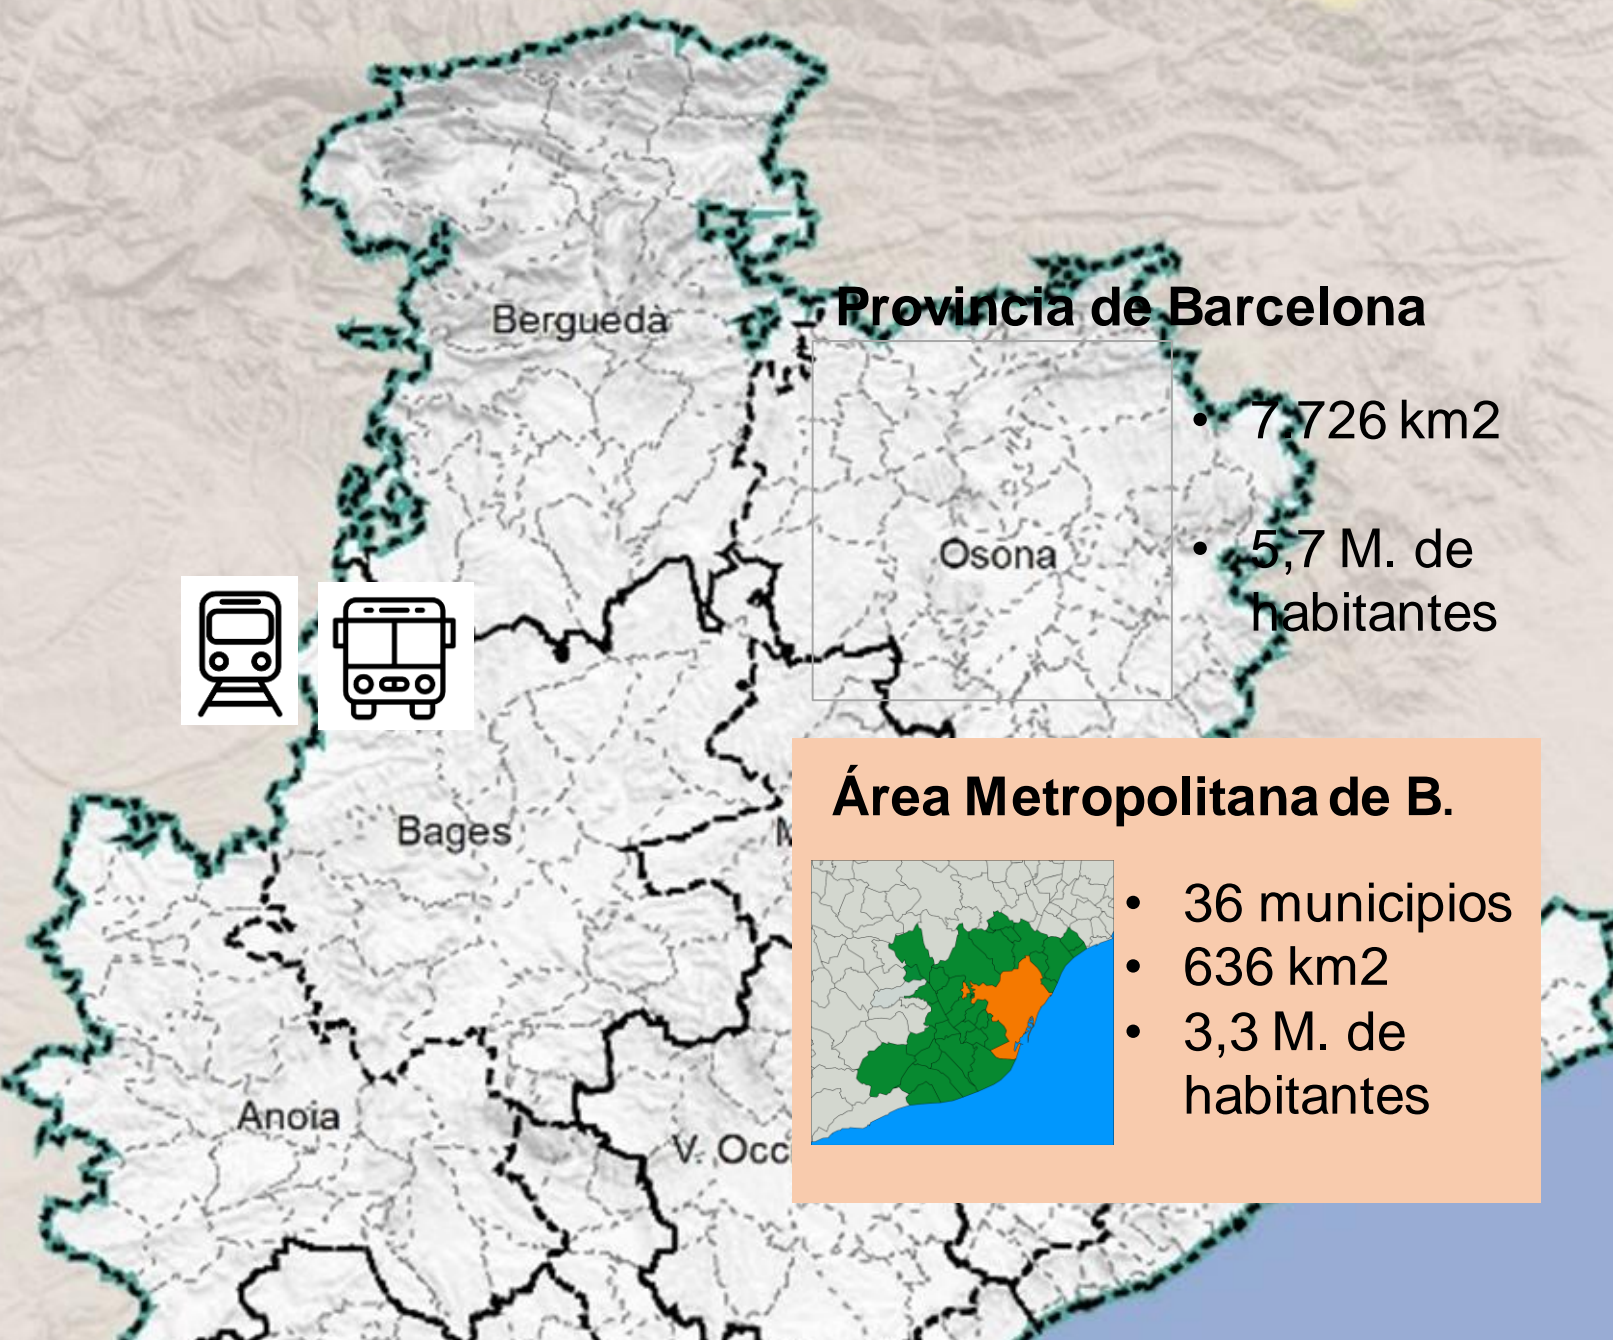 Provincia de Barcelona
Berguedà
• 7.726 km2
• 5,7 M. de
habitantes
Osona
Área Metropolitana de B.
Bages
• 36 municipios
• 636 km2
• 3,3 M. de
habitantes
Anoia
V. Occ